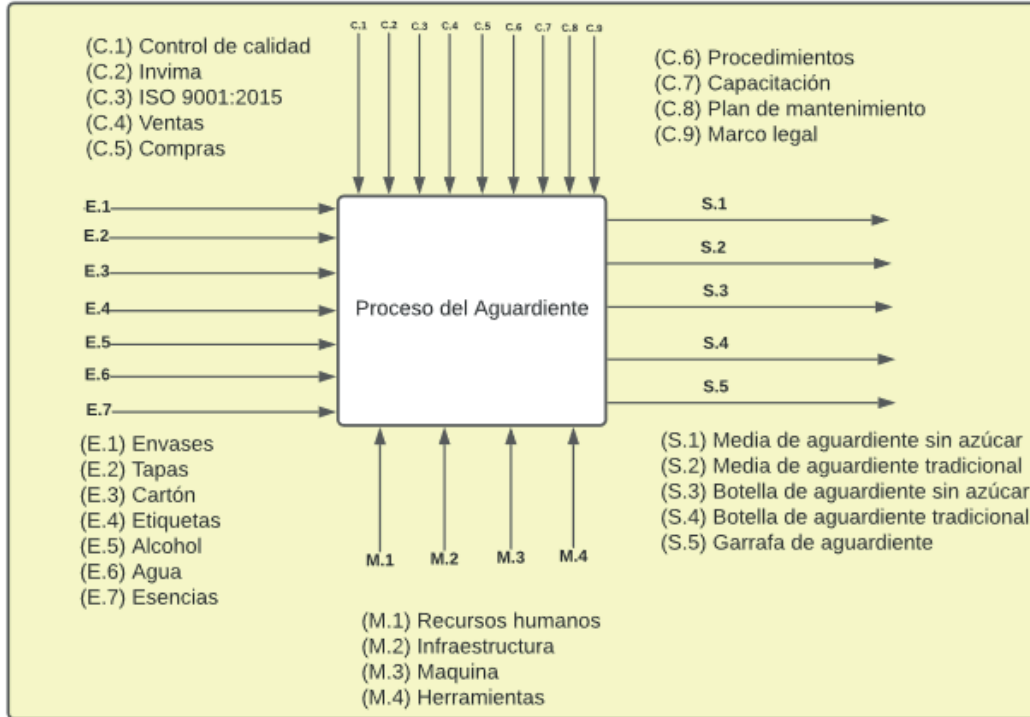 C.1 C.2 C.3 C.4 C.5 C.6 C.7 C.8 C.9
(C.1) Control de calidad
(C.2) Invima
(C.3) ISO 9001:2015
(C.4) Ventas
(C.5) Compras
(C.6) Procedimientos
(C.7) Capacitación
(C.8) Plan de mantenimiento
(C.9) Marco legal
E.1
E.2
E.3
E.4
E.5
E.6
E.7
Proceso del Aguardiente
S.1
S.2
S.3
S.4
S.5
(E.1) Envases
(E.2) Tapas
(E.3) Cartón
(E.4) Etiquetas
(E.5) Alcohol
(E.6) Agua
(E.7) Esencias
M.1 M.2 M.3 M.4
(M.1) Recursos humanos
(M.2) Infraestructura
(M.3) Maquina
(M.4) Herramientas
(S.1) Media de aguardiente sin azúcar
(S.2) Media de aguardiente tradicional
(S.3) Botella de aguardiente sin azúcar
(S.4) Botella de aguardiente tradicional
(S.5) Garrafa de aguardiente